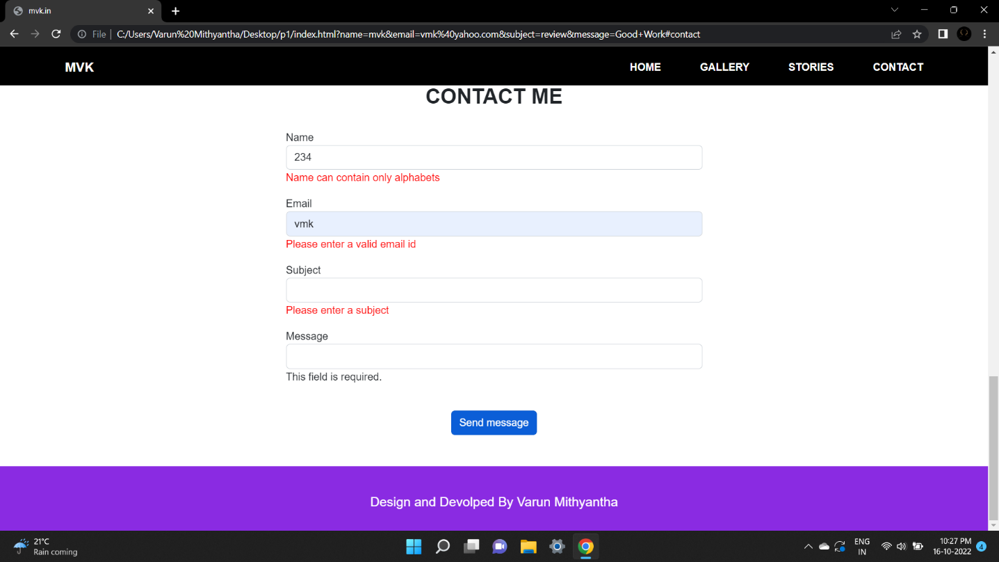 mvk.in
File C:/Users/Varun%20Mithyantha/Desktop/p1/index.html?name=mvk&email=vmk%40yahoo.com&subject=review&message=Good+Work#contact
MVK HOME GALLERY STORIES CONTACT
CONTACT ME
Name
234
Name can contain only alphabets
Email
vmk
Please enter a valid email id
Subject
Please enter a subject
Message
This field is required.
Send message
Design and Devolped By Varun Mithyantha
21°C
Rain coming
ENG
IN
10:27 PM
16-10-2022
4